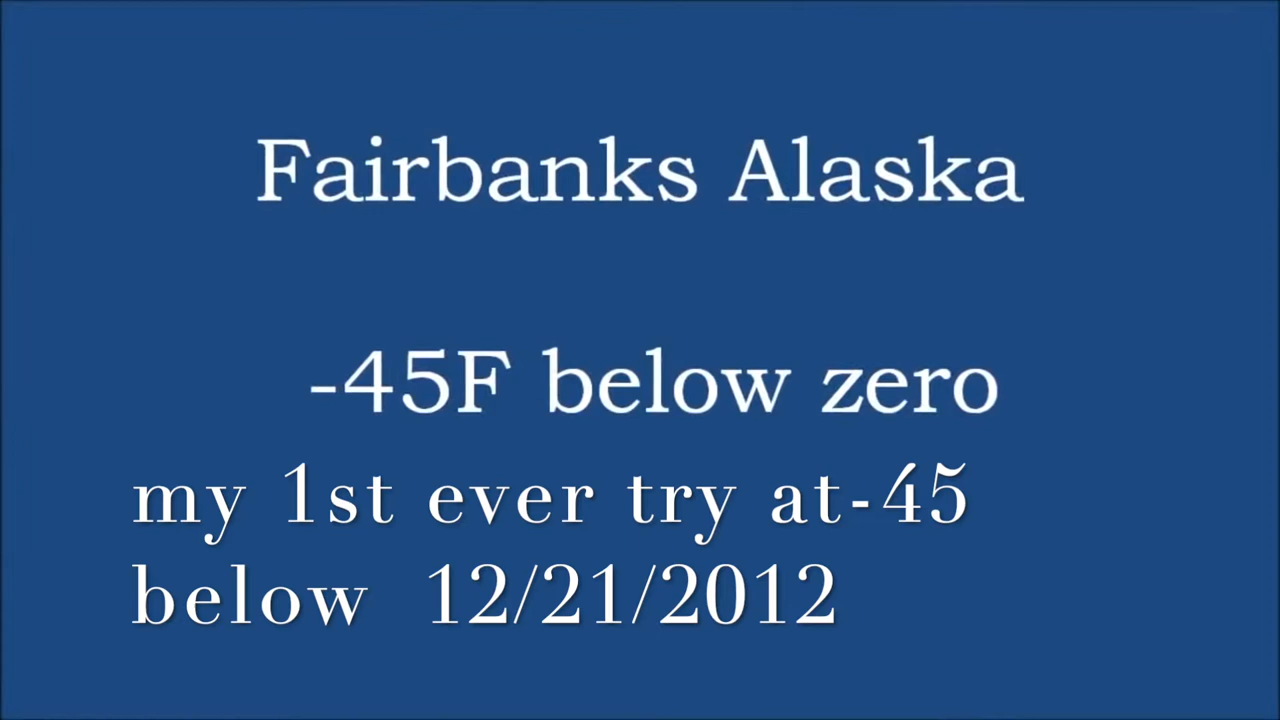 Fairbanks Alaska
-45F below zero
my 1st ever try at-45
below 12/21/2012